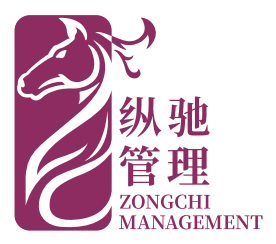 纵驰
管理
ZONGCHI
MANAGEMENT